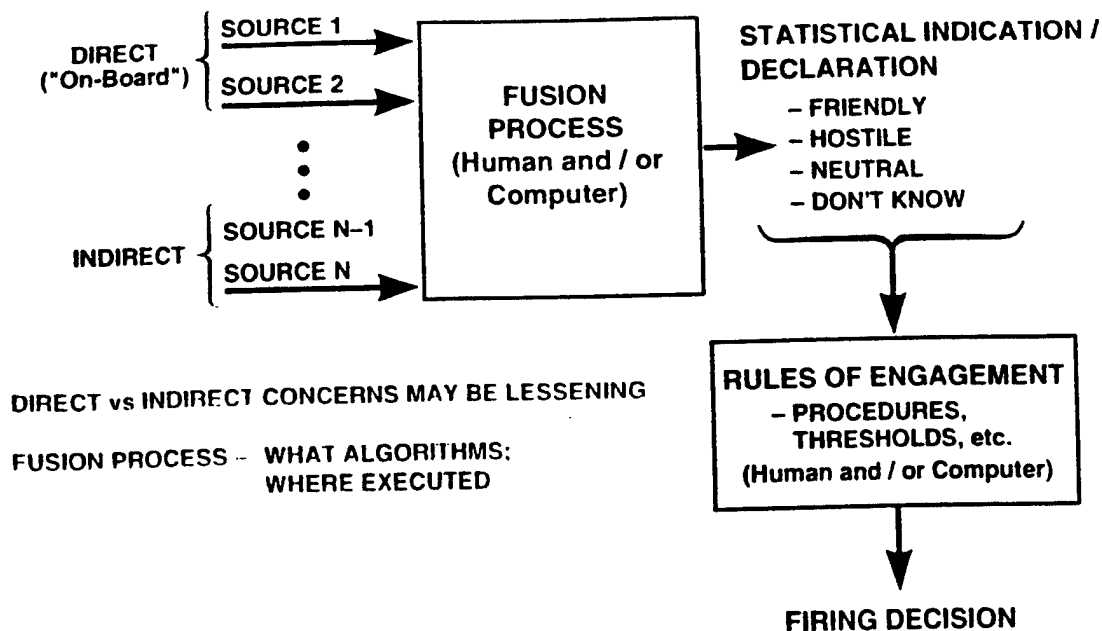 DIRECT
("On-Board")
SOURCE 1
SOURCE 2
INDIRECT
SOURCE N–1
SOURCE N
FUSION
PROCESS
(Human and / or
Computer)
STATISTICAL INDICATION /
DECLARATION
– FRIENDLY
– HOSTILE
– NEUTRAL
– DON'T KNOW
RULES OF ENGAGEMENT
– PROCEDURES,
THRESHOLDS, etc.
(Human and / or Computer)
FIRING DECISION
DIRECT vs INDIRECT CONCERNS MAY BE LESSENING
FUSION PROCESS – WHAT ALGORITHMS;
WHERE EXECUTED